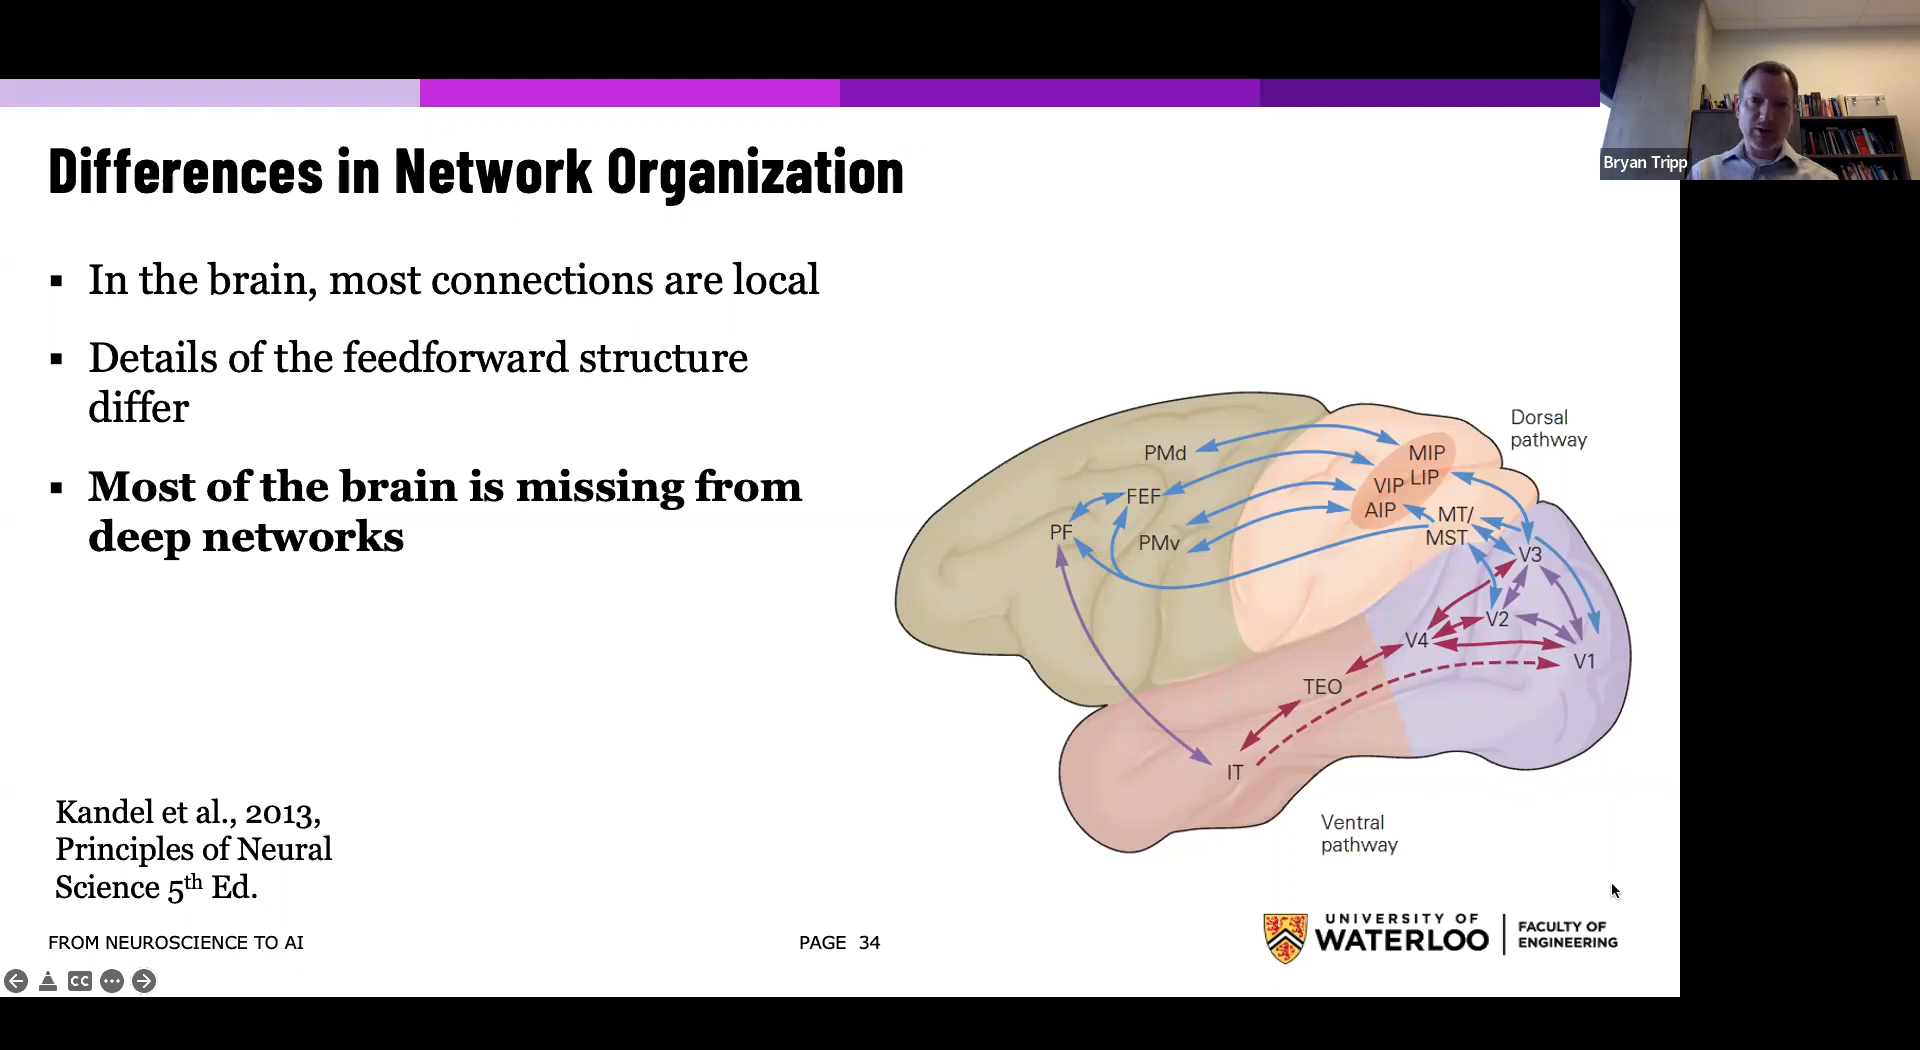 Bryan Tripp
Differences in Network Organization
▪ In the brain, most connections are local
▪ Details of the feedforward structure
differ
▪ Most of the brain is missing from
deep networks
Dorsal
pathway
PMd
MIP
LIP
VIP
FEF
AIP
MT/
MST
PF
PMv
V3
V2
V4
V1
TEO
IT
Ventral
pathway
Kandel et al., 2013,
Principles of Neural
Science 5th Ed.
FROM NEUROSCIENCE TO AI
PAGE 34
UNIVERSITY OF
WATERLOO
FACULTY OF
ENGINEERING
CC